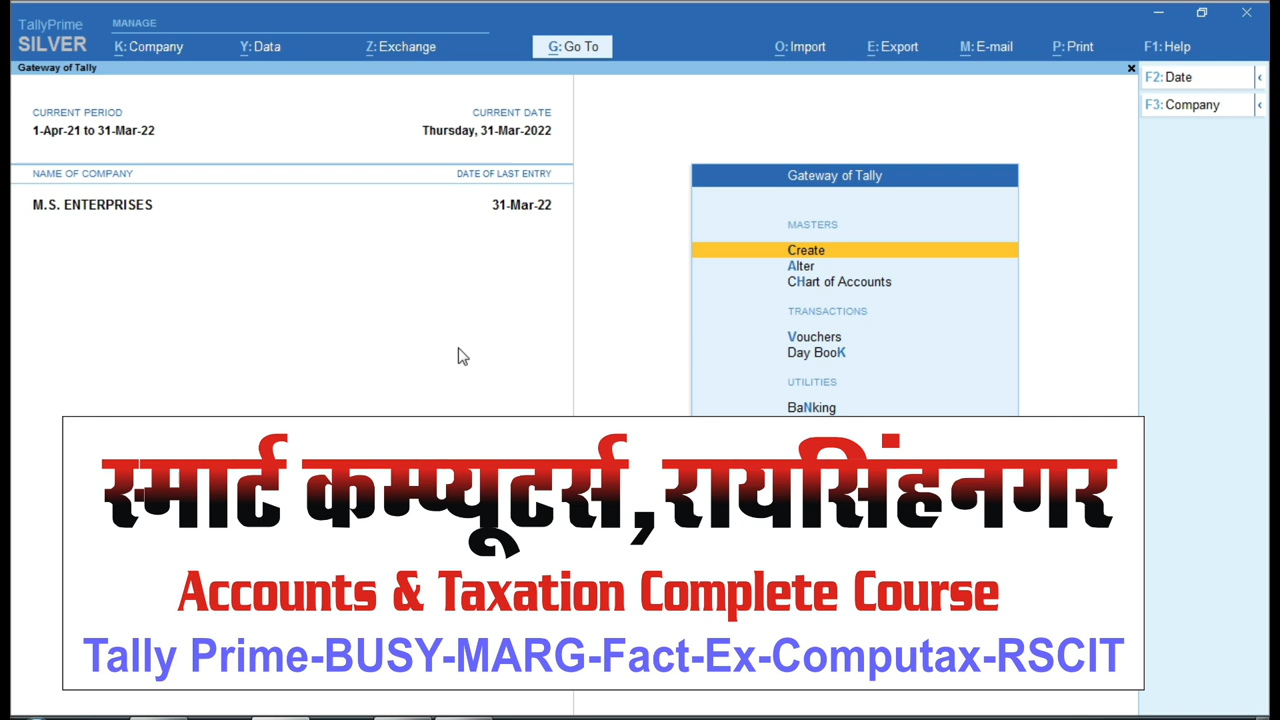 TallyPrime
SILVER
MANAGE
K: Company Y: Data Z: Exchange G: Go To O: Import E: Export M: E-mail P: Print F1: Help
Gateway of Tally
F2: Date
F3: Company
CURRENT PERIOD CURRENT DATE
1-Apr-21 to 31-Mar-22 Thursday, 31-Mar-2022
NAME OF COMPANY DATE OF LAST ENTRY
M.S. ENTERPRISES 31-Mar-22
Gateway of Tally
MASTERS
Create
Alter
CHart of Accounts
TRANSACTIONS
Vouchers
Day BooK
UTILITIES
BaNking
स्मार्ट कम्प्यूटर्स,रायसिंहनगर
Accounts & Taxation Complete Course
Tally Prime-BUSY-MARG-Fact-Ex-Computax-RSCIT